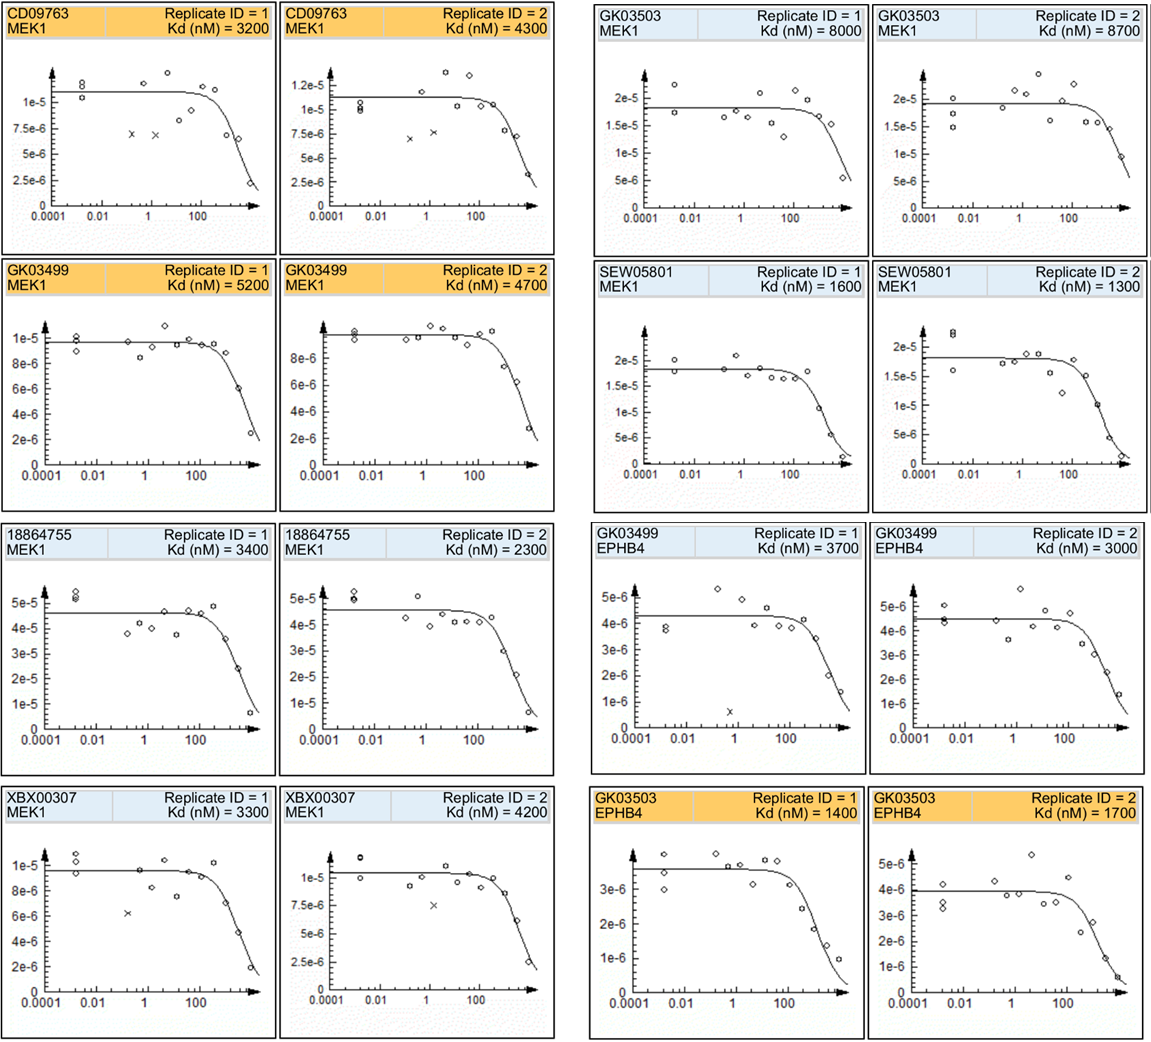 CD09763 Replicate ID = 1
MEK1 Kd (nM) = 3200
1e-5
7.5e-6
5e-6
2.5e-6
0
0.0001 0.01 1 100
CD09763 Replicate ID = 2
MEK1 Kd (nM) = 4300
1.2e-5
1e-5
7.5e-6
5e-6
2.5e-6
0
0.0001 0.01 1 100
GK03503 Replicate ID = 1
MEK1 Kd (nM) = 8000
2e-5
1.5e-5
1e-5
5e-6
0
0.0001 0.01 1 100
GK03503 Replicate ID = 2
MEK1 Kd (nM) = 8700
2e-5
1.5e-5
1e-5
5e-6
0
0.0001 0.01 1 100
GK03499 Replicate ID = 1
MEK1 Kd (nM) = 5200
1e-5
8e-6
6e-6
4e-6
2e-6
0
0.0001 0.01 1 100
GK03499 Replicate ID = 2
MEK1 Kd (nM) = 4700
8e-6
6e-6
4e-6
2e-6
0
0.0001 0.01 1 100
SEW05801 Replicate ID = 1
MEK1 Kd (nM) = 1600
2e-5
1.5e-5
1e-5
5e-6
0
0.0001 0.01 1 100
SEW05801 Replicate ID = 2
MEK1 Kd (nM) = 1300
2e-5
1.5e-5
1e-5
5e-6
0
0.0001 0.01 1 100
18864755 Replicate ID = 1
MEK1 Kd (nM) = 3400
5e-5
4e-5
3e-5
2e-5
1e-5
0
0.0001 0.01 1 100
18864755 Replicate ID = 2
MEK1 Kd (nM) = 2300
5e-5
4e-5
3e-5
2e-5
1e-5
0
0.0001 0.01 1 100
GK03499 Replicate ID = 1
EPHB4 Kd (nM) = 3700
5e-6
4e-6
3e-6
2e-6
1e-6
0
0.0001 0.01 1 100
GK03499 Replicate ID = 2
EPHB4 Kd (nM) = 3000
5e-6
4e-6
3e-6
2e-6
1e-6
0
0.0001 0.01 1 100
XBX00307 Replicate ID = 1
MEK1 Kd (nM) = 3300
1e-5
8e-6
6e-6
4e-6
2e-6
0
0.0001 0.01 1 100
XBX00307 Replicate ID = 2
MEK1 Kd (nM) = 4200
1e-5
7.5e-6
5e-6
2.5e-6
0
0.0001 0.01 1 100
GK03503 Replicate ID = 1
EPHB4 Kd (nM) = 1400
3e-6
2e-6
1e-6
0
0.0001 0.01 1 100
GK03503 Replicate ID = 2
EPHB4 Kd (nM) = 1700
5e-6
4e-6
3e-6
2e-6
1e-6
0
0.0001 0.01 1 100